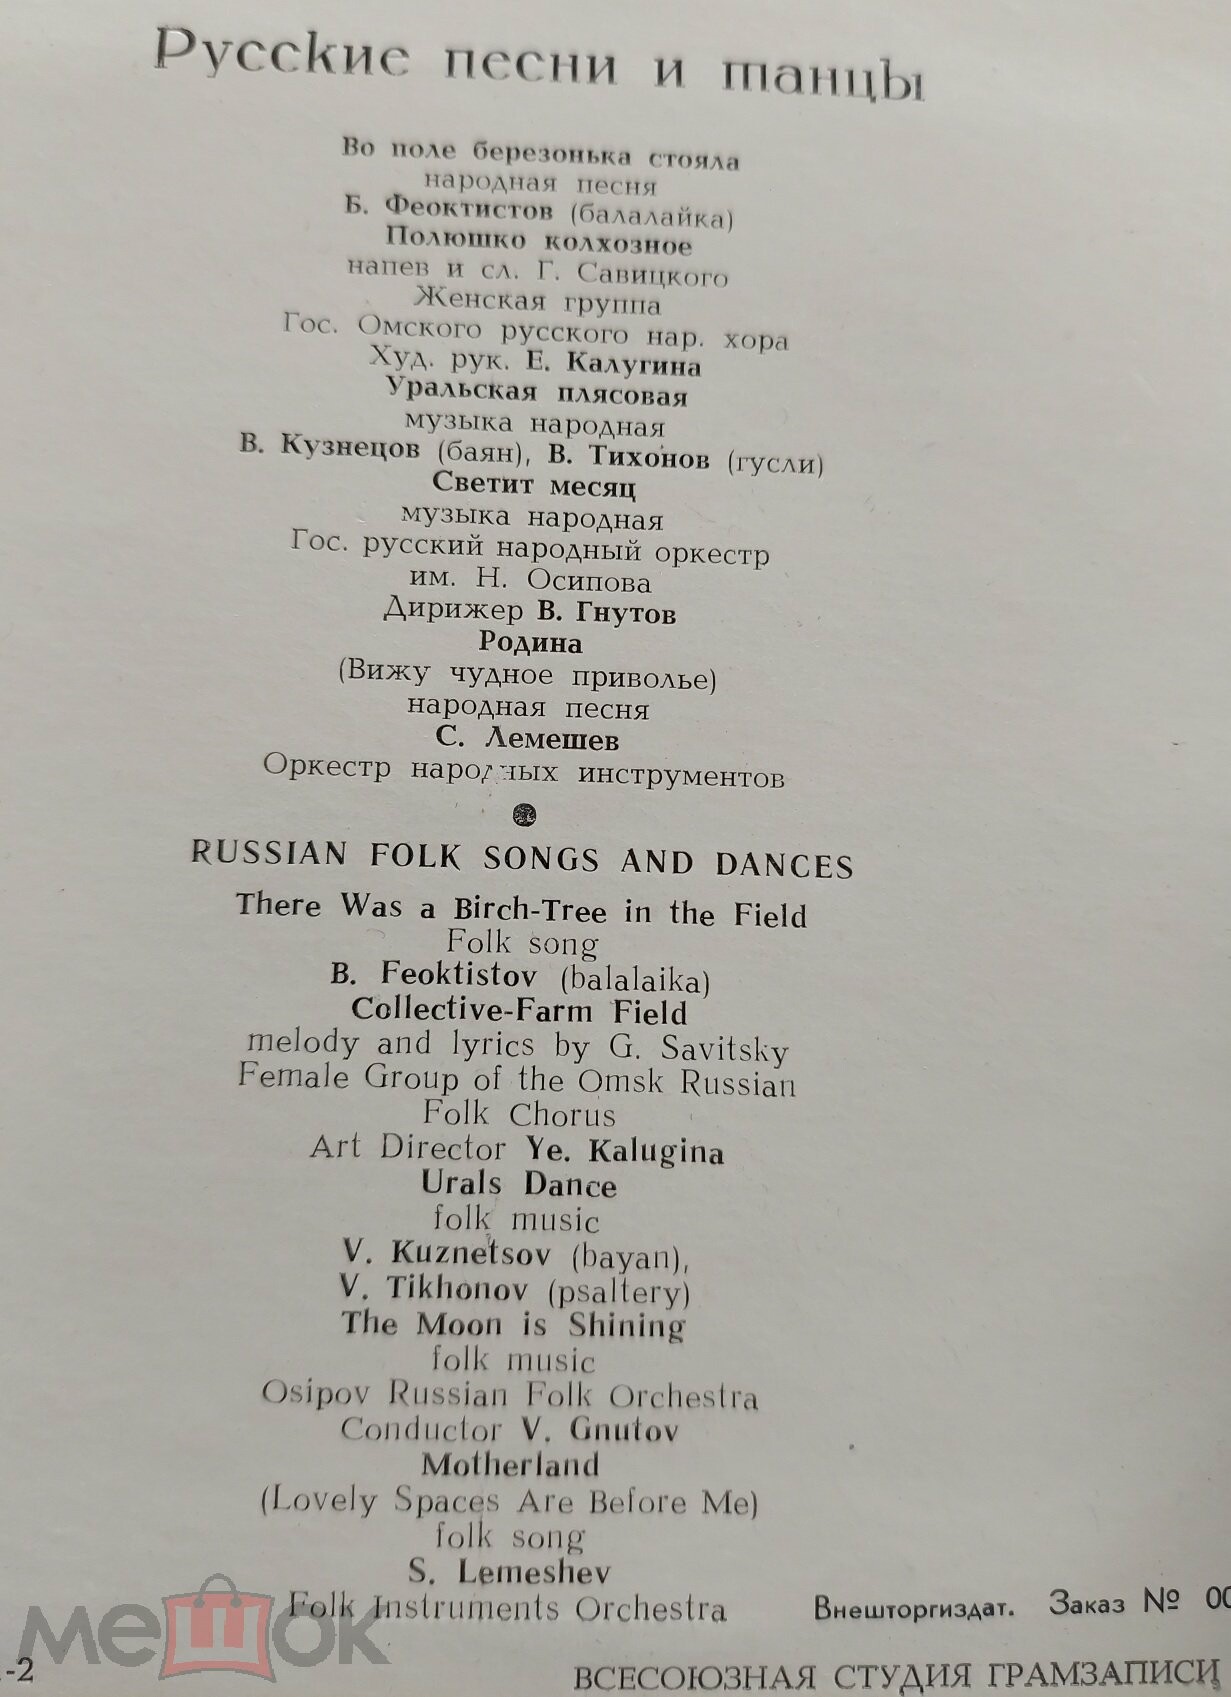 Русские песни и танцы
Во поле березонька стояла
народная песня
Б. Феоктистов (балалайка)
Полюшко колхозное
напев и сл. Г. Савицкого
Женская группа
Гос. Омского русского нар. хора
Худ. рук. Е. Калугина
Уральская плясовая
музыка народная
В. Кузнецов (баян), В. Тихонов (гусли)
Светит месяц
музыка народная
Гос. русский народный оркестр
им. Н. Осипова
Дирижер В. Гнутов
Родина
(Вижу чудное приволье)
народная песня
С. Лемешев
Оркестр народных инструментов
RUSSIAN FOLK SONGS AND DANCES
There Was a Birch-Tree in the Field
Folk song
B. Feoktistov (balalaika)
Collective-Farm Field
melody and lyrics by G. Savitsky
Female Group of the Omsk Russian
Folk Chorus
Art Director Ye. Kalugina
Urals Dance
folk music
V. Kuznetsov (bayan),
V. Tikhonov (psaltery)
The Moon is Shining
folk music
Osipov Russian Folk Orchestra
Conductor V. Gnutov
Motherland
(Lovely Spaces Are Before Me)
folk song
S. Lemeshev
Folk Instruments Orchestra
Внешторгиздат. Заказ №
мешок
-2
ВСЕСОЮЗНАЯ СТУДИЯ ГРАМЗАПИСИ